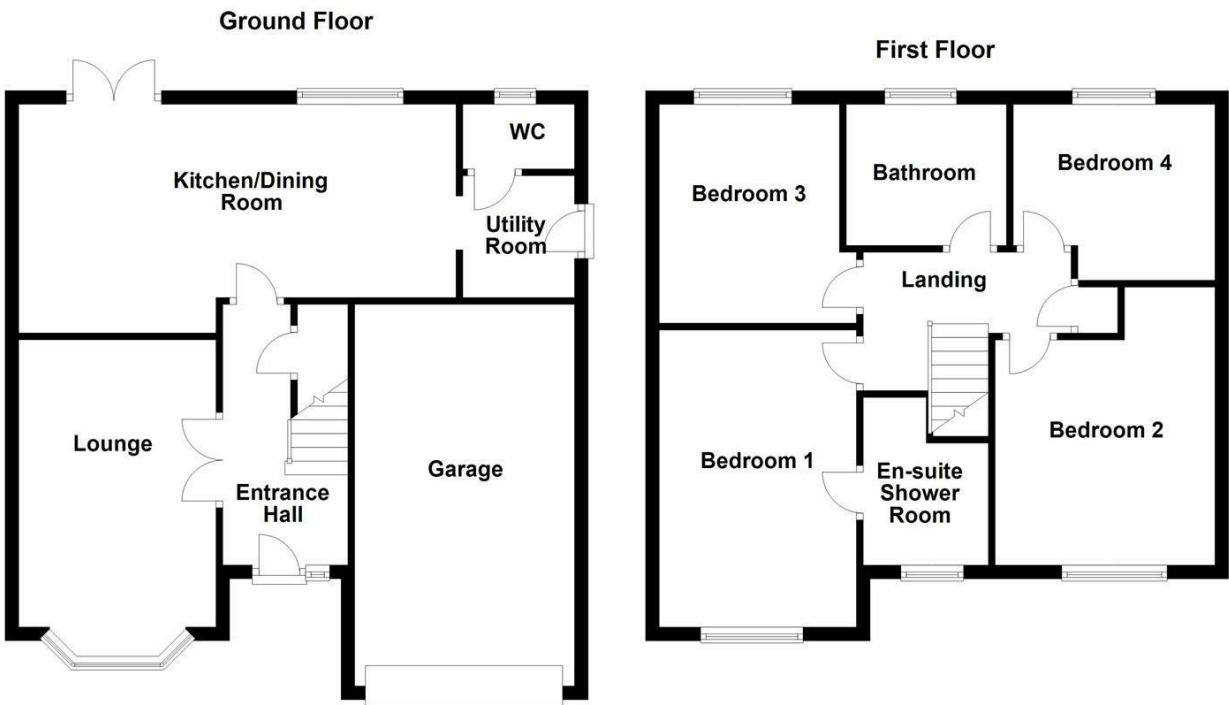 Ground Floor
WC
Kitchen/Dining
Room
Utility
Room
Lounge
Garage
Entrance
Hall
First Floor
Bedroom 3
Bathroom
Bedroom 4
Landing
Bedroom 1
En-suite
Shower
Room
Bedroom 2